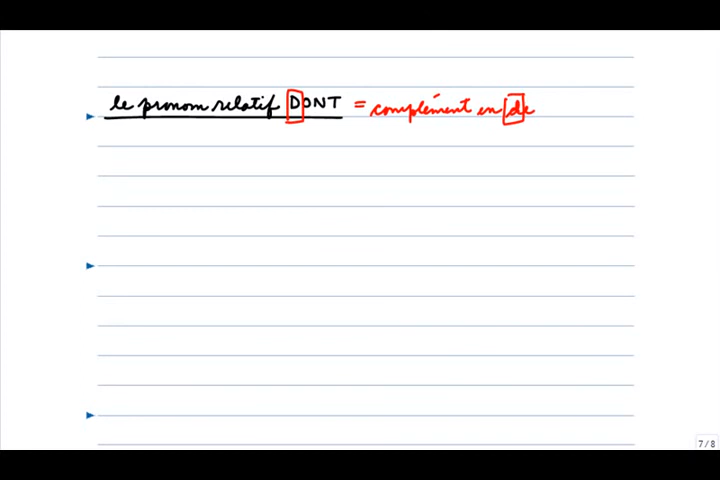 le pronom relatif DONT = complément en de
7/8